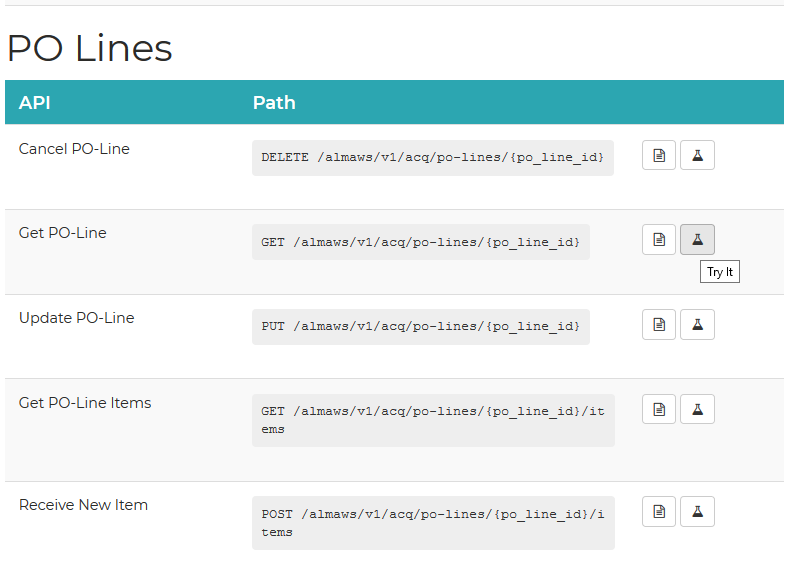 PO Lines
API Path
Cancel PO-Line DELETE /almaws/v1/acq/po-lines/{po_line_id}
Get PO-Line GET /almaws/v1/acq/po-lines/{po_line_id}
Try It
Update PO-Line PUT /almaws/v1/acq/po-lines/{po_line_id}
Get PO-Line Items GET /almaws/v1/acq/po-lines/{po_line_id}/it
ems
Receive New Item POST /almaws/v1/acq/po-lines/{po_line_id}/i
tems